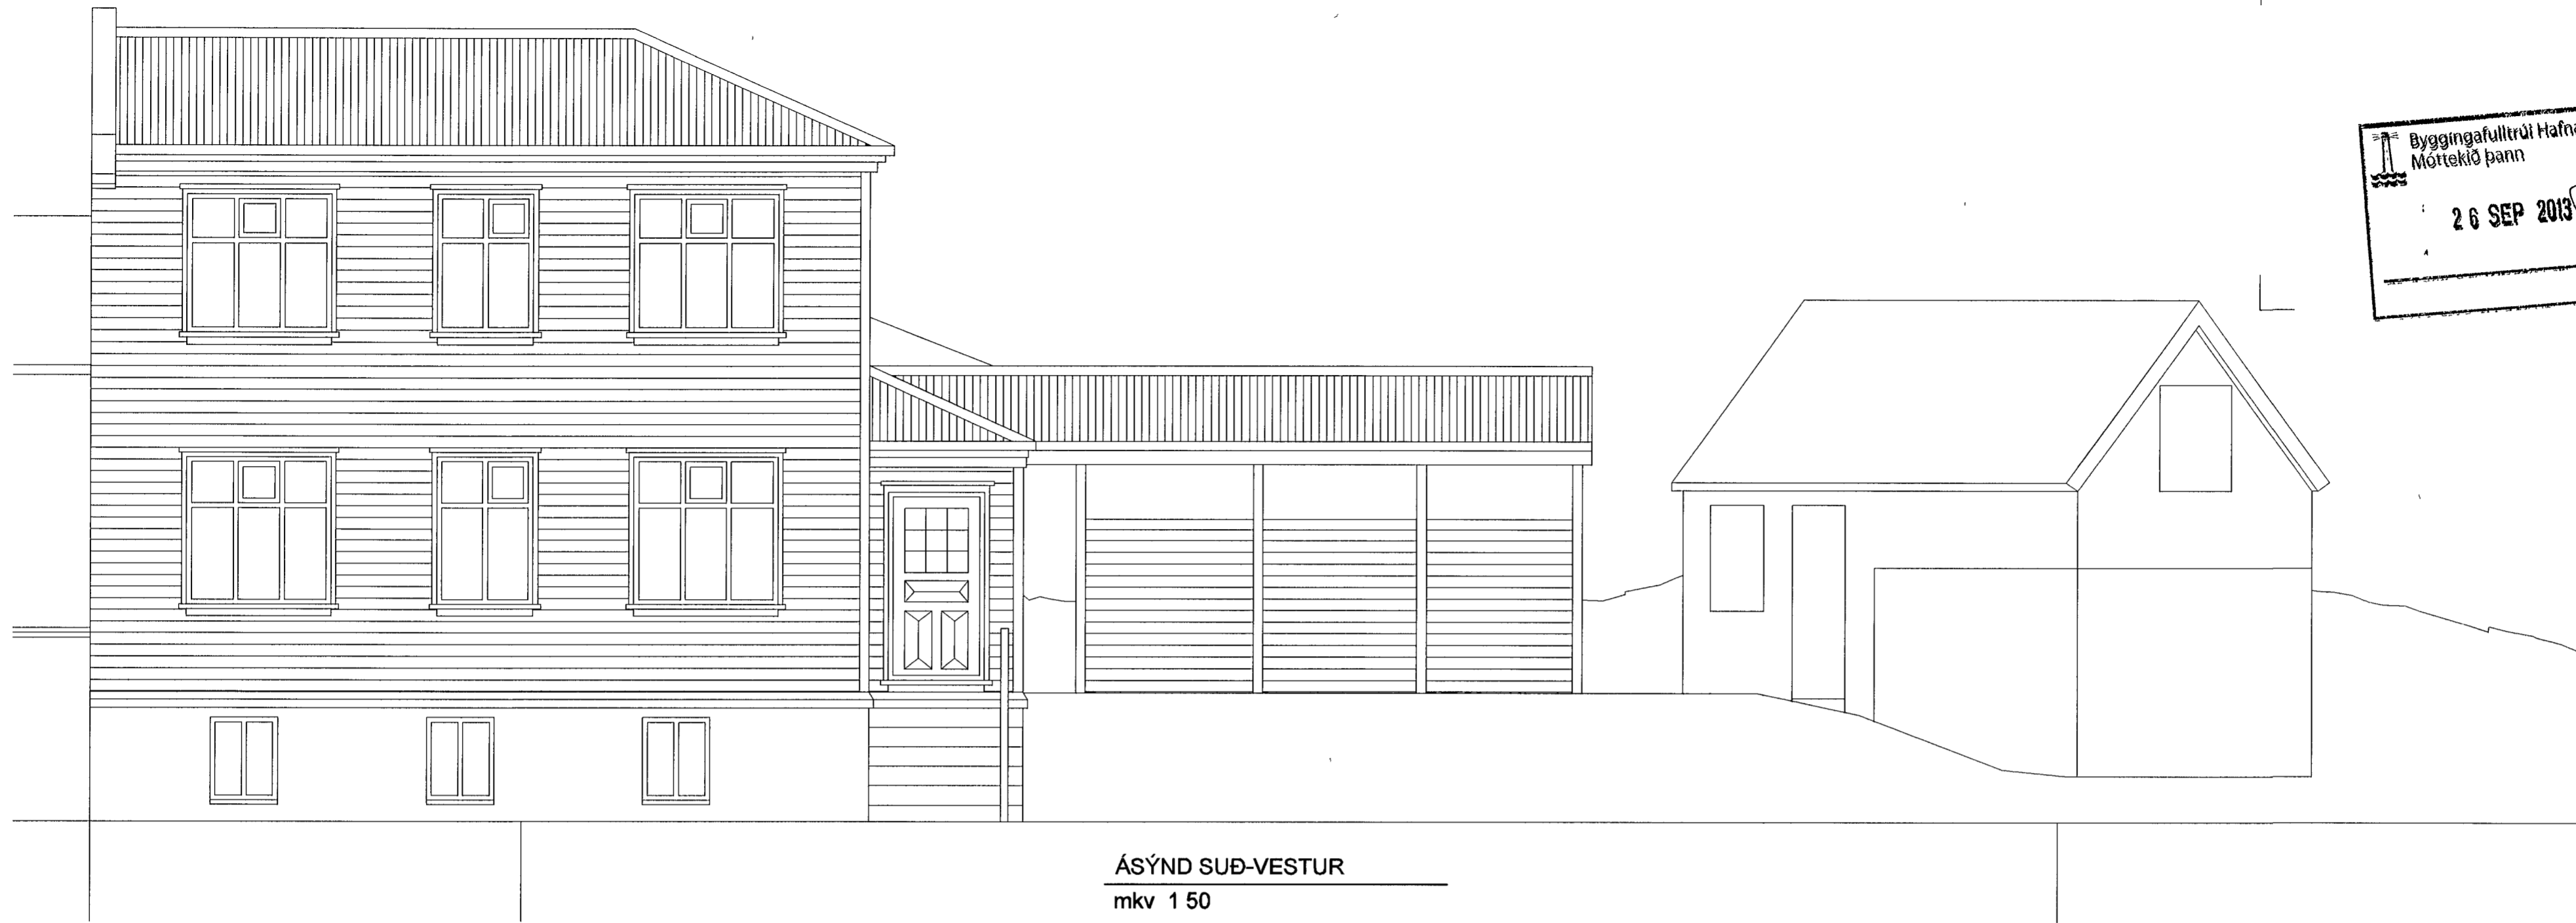 Byggingafulltrúi Hafna
Móttekið þann
26 SEP 2013
ÁSÝND SUÐ-VESTUR
mkv 1 50